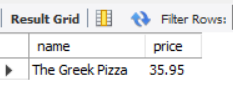 Result Grid Filter Rows:
name price
The Greek Pizza 35.95